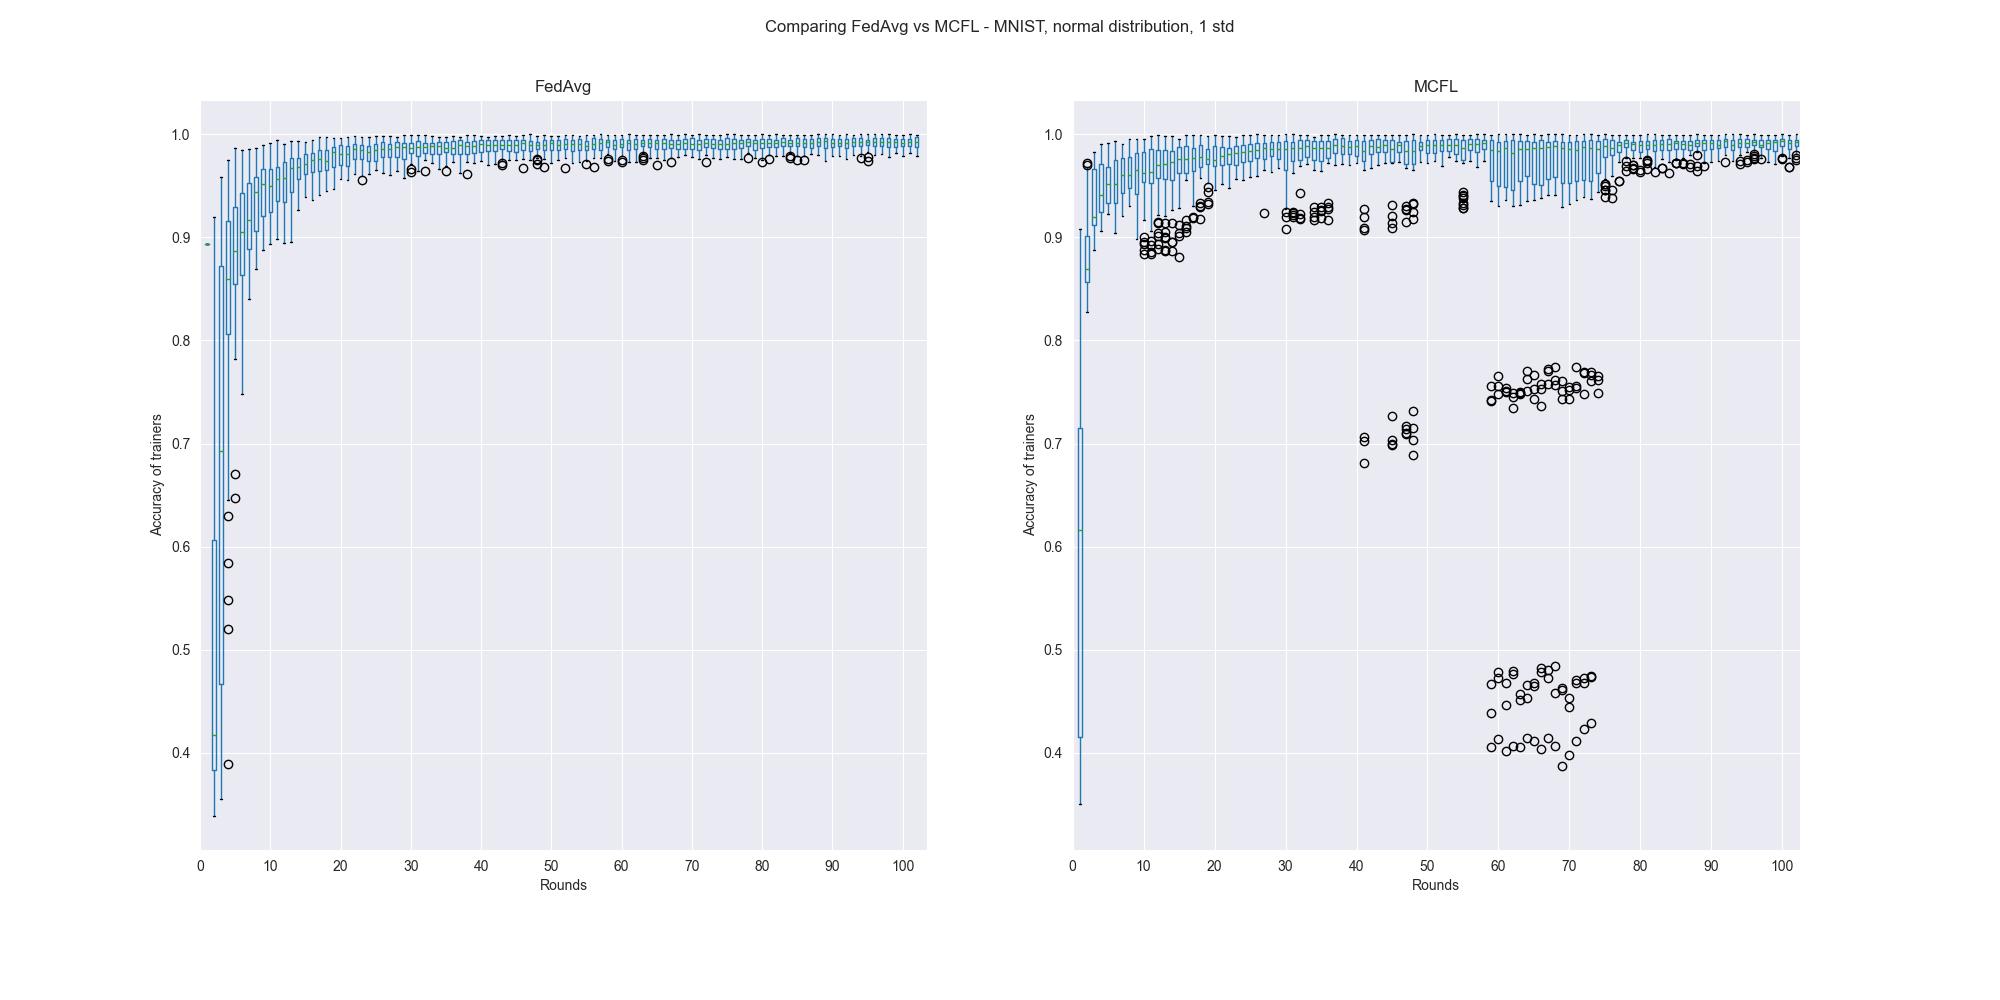 Comparing FedAvg vs MCFL - MNIST, normal distribution, 1 std
FedAvg
1.0
0.9
0.8
0.7
0.6
0.5
0.4
Accuracy of trainers
0 10 20 30 40 50 60 70 80 90 100
Rounds
MCFL
1.0
0.9
0.8
0.7
0.6
0.5
0.4
Accuracy of trainers
0 10 20 30 40 50 60 70 80 90 100
Rounds